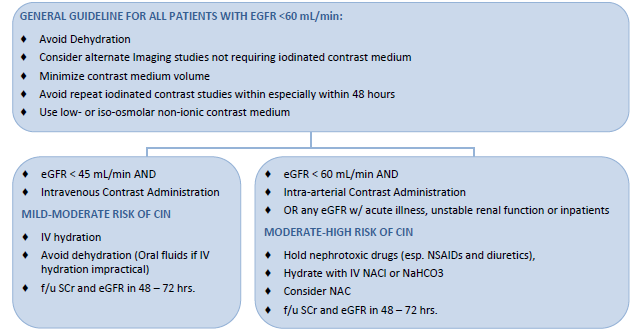 GENERAL GUIDELINE FOR ALL PATIENTS WITH EGFR <60 mL/min:
♦ Avoid Dehydration
♦ Consider alternate Imaging studies not requiring iodinated contrast medium
♦ Minimize contrast medium volume
♦ Avoid repeat iodinated contrast studies within especially within 48 hours
♦ Use low- or iso-osmolar non-ionic contrast medium
♦ eGFR < 45 mL/min AND
♦ Intravenous Contrast Administration
MILD-MODERATE RISK OF CIN
♦ IV hydration
♦ Avoid dehydration (Oral fluids if IV
hydration impractical)
♦ f/u SCr and eGFR in 48 – 72 hrs.
♦ eGFR < 60 mL/min AND
♦ Intra-arterial Contrast Administration
♦ OR any eGFR w/ acute illness, unstable renal function or inpatients
MODERATE-HIGH RISK OF CIN
♦ Hold nephrotoxic drugs (esp. NSAIDs and diuretics),
♦ Hydrate with IV NACl or NaHCO3
♦ Consider NAC
♦ f/u SCr and eGFR in 48 – 72 hrs.